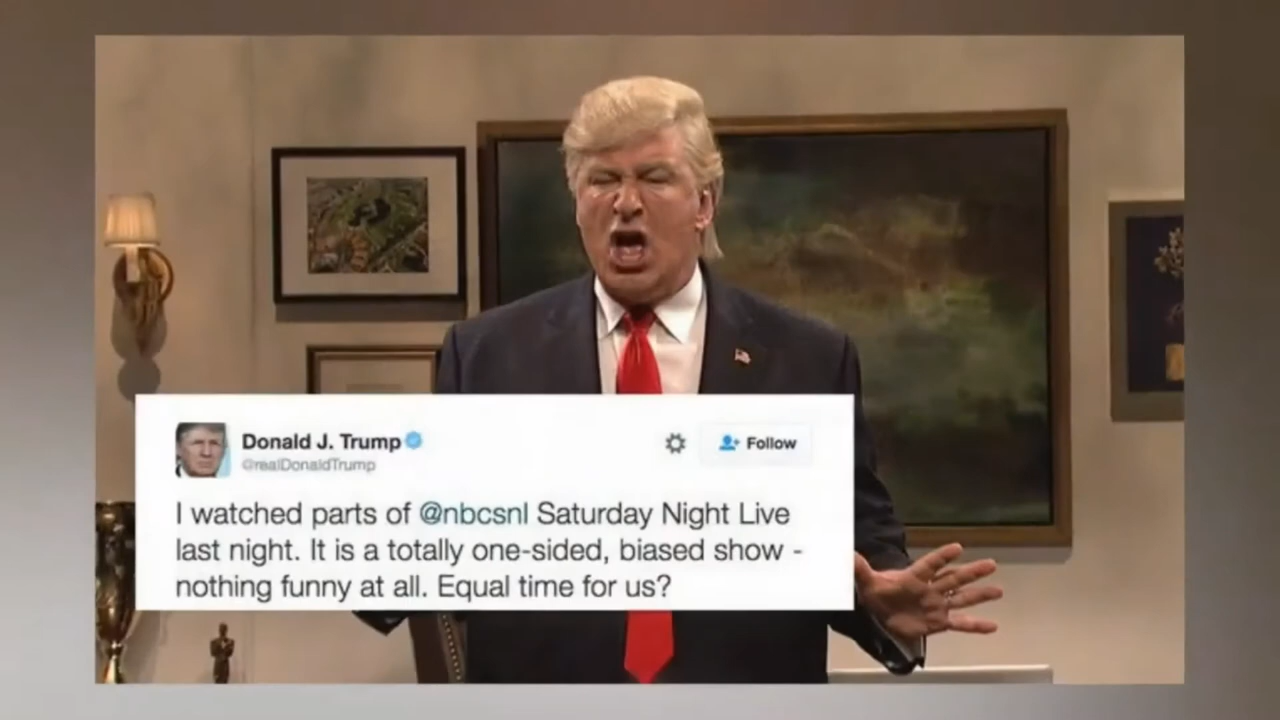 Donald J. Trump
Follow
@realDonaldTrump
I watched parts of @nbcsnl Saturday Night Live
last night. It is a totally one-sided, biased show -
nothing funny at all. Equal time for us?